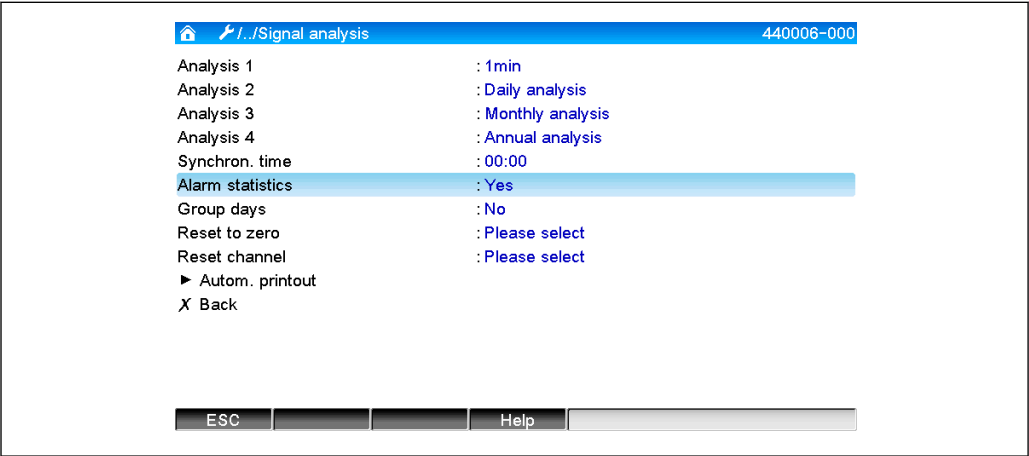 /../Signal analysis 440006-000
Analysis 1 : 1min
Analysis 2 : Daily analysis
Analysis 3 : Monthly analysis
Analysis 4 : Annual analysis
Synchron. time : 00:00
Alarm statistics : Yes
Group days : No
Reset to zero : Please select
Reset channel : Please select
► Autom. printout
X Back
ESC Help